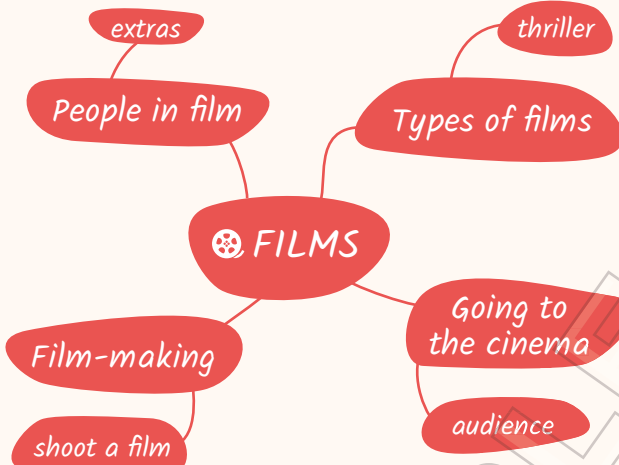 extras
thriller
People in film
Types of films
FILMS
Going to
the cinema
Film-making
audience
shoot a film